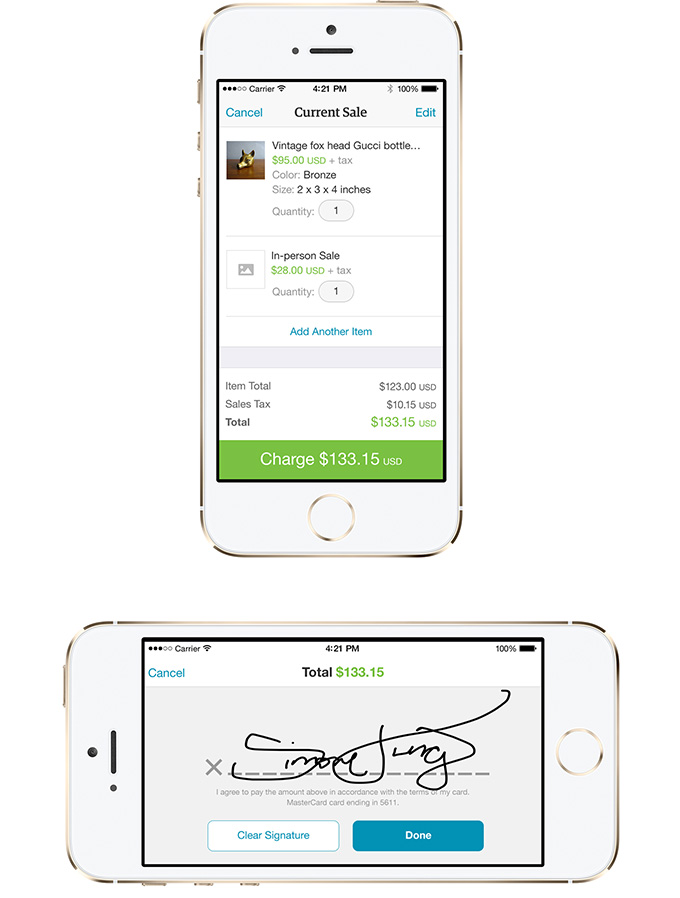 Carrier 4:21 PM 100%
Cancel Current Sale Edit
Vintage fox head Gucci bottle...
$95.00 USD + tax
Color: Bronze
Size: 2 x 3 x 4 inches
Quantity: 1
In-person Sale
$28.00 USD + tax
Quantity: 1
Add Another Item
Item Total $123.00 USD
Sales Tax $10.15 USD
Total $133.15 USD
Charge $133.15 USD
Carrier 4:21 PM 100%
Cancel Total $133.15
Simone Jung
I agree to pay the amount above in accordance with the terms of my card.
MasterCard card ending in 5611.
Clear Signature Done